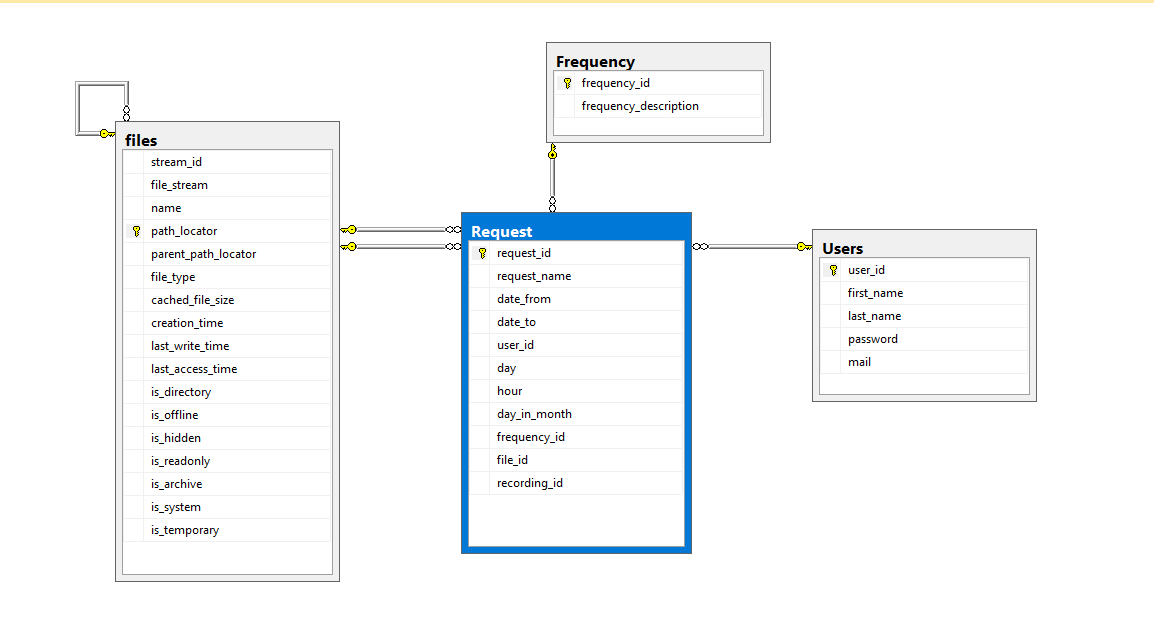 files
stream_id
file_stream
name
path_locator
parent_path_locator
file_type
cached_file_size
creation_time
last_write_time
last_access_time
is_directory
is_offline
is_hidden
is_readonly
is_archive
is_system
is_temporary
Frequency
frequency_id
frequency_description
Request
request_id
request_name
date_from
date_to
user_id
day
hour
day_in_month
frequency_id
file_id
recording_id
Users
user_id
first_name
last_name
password
mail